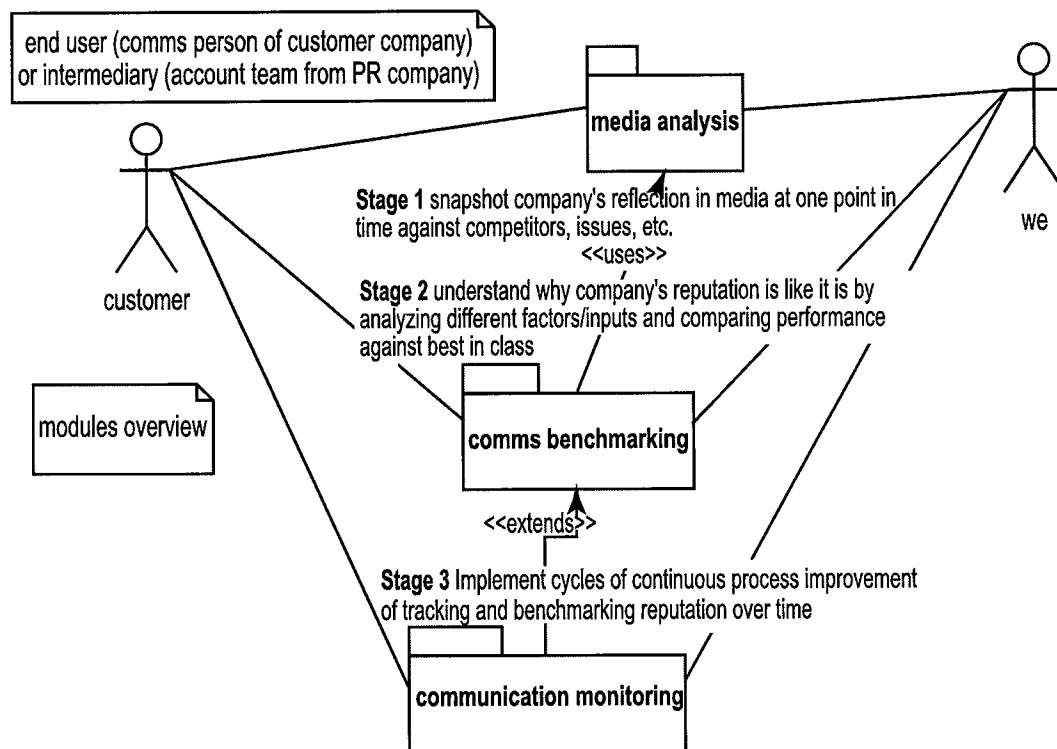 end user (comms person of customer company)
or intermediary (account team from PR company)
media analysis
Stage 1 snapshot company's reflection in media at one point in
time against competitors, issues, etc.
<<uses>>
we
customer
Stage 2 understand why company's reputation is like it is by
analyzing different factors/inputs and comparing performance
against best in class
modules overview
comms benchmarking
<<extends>>
Stage 3 Implement cycles of continuous process improvement
of tracking and benchmarking reputation over time
communication monitoring